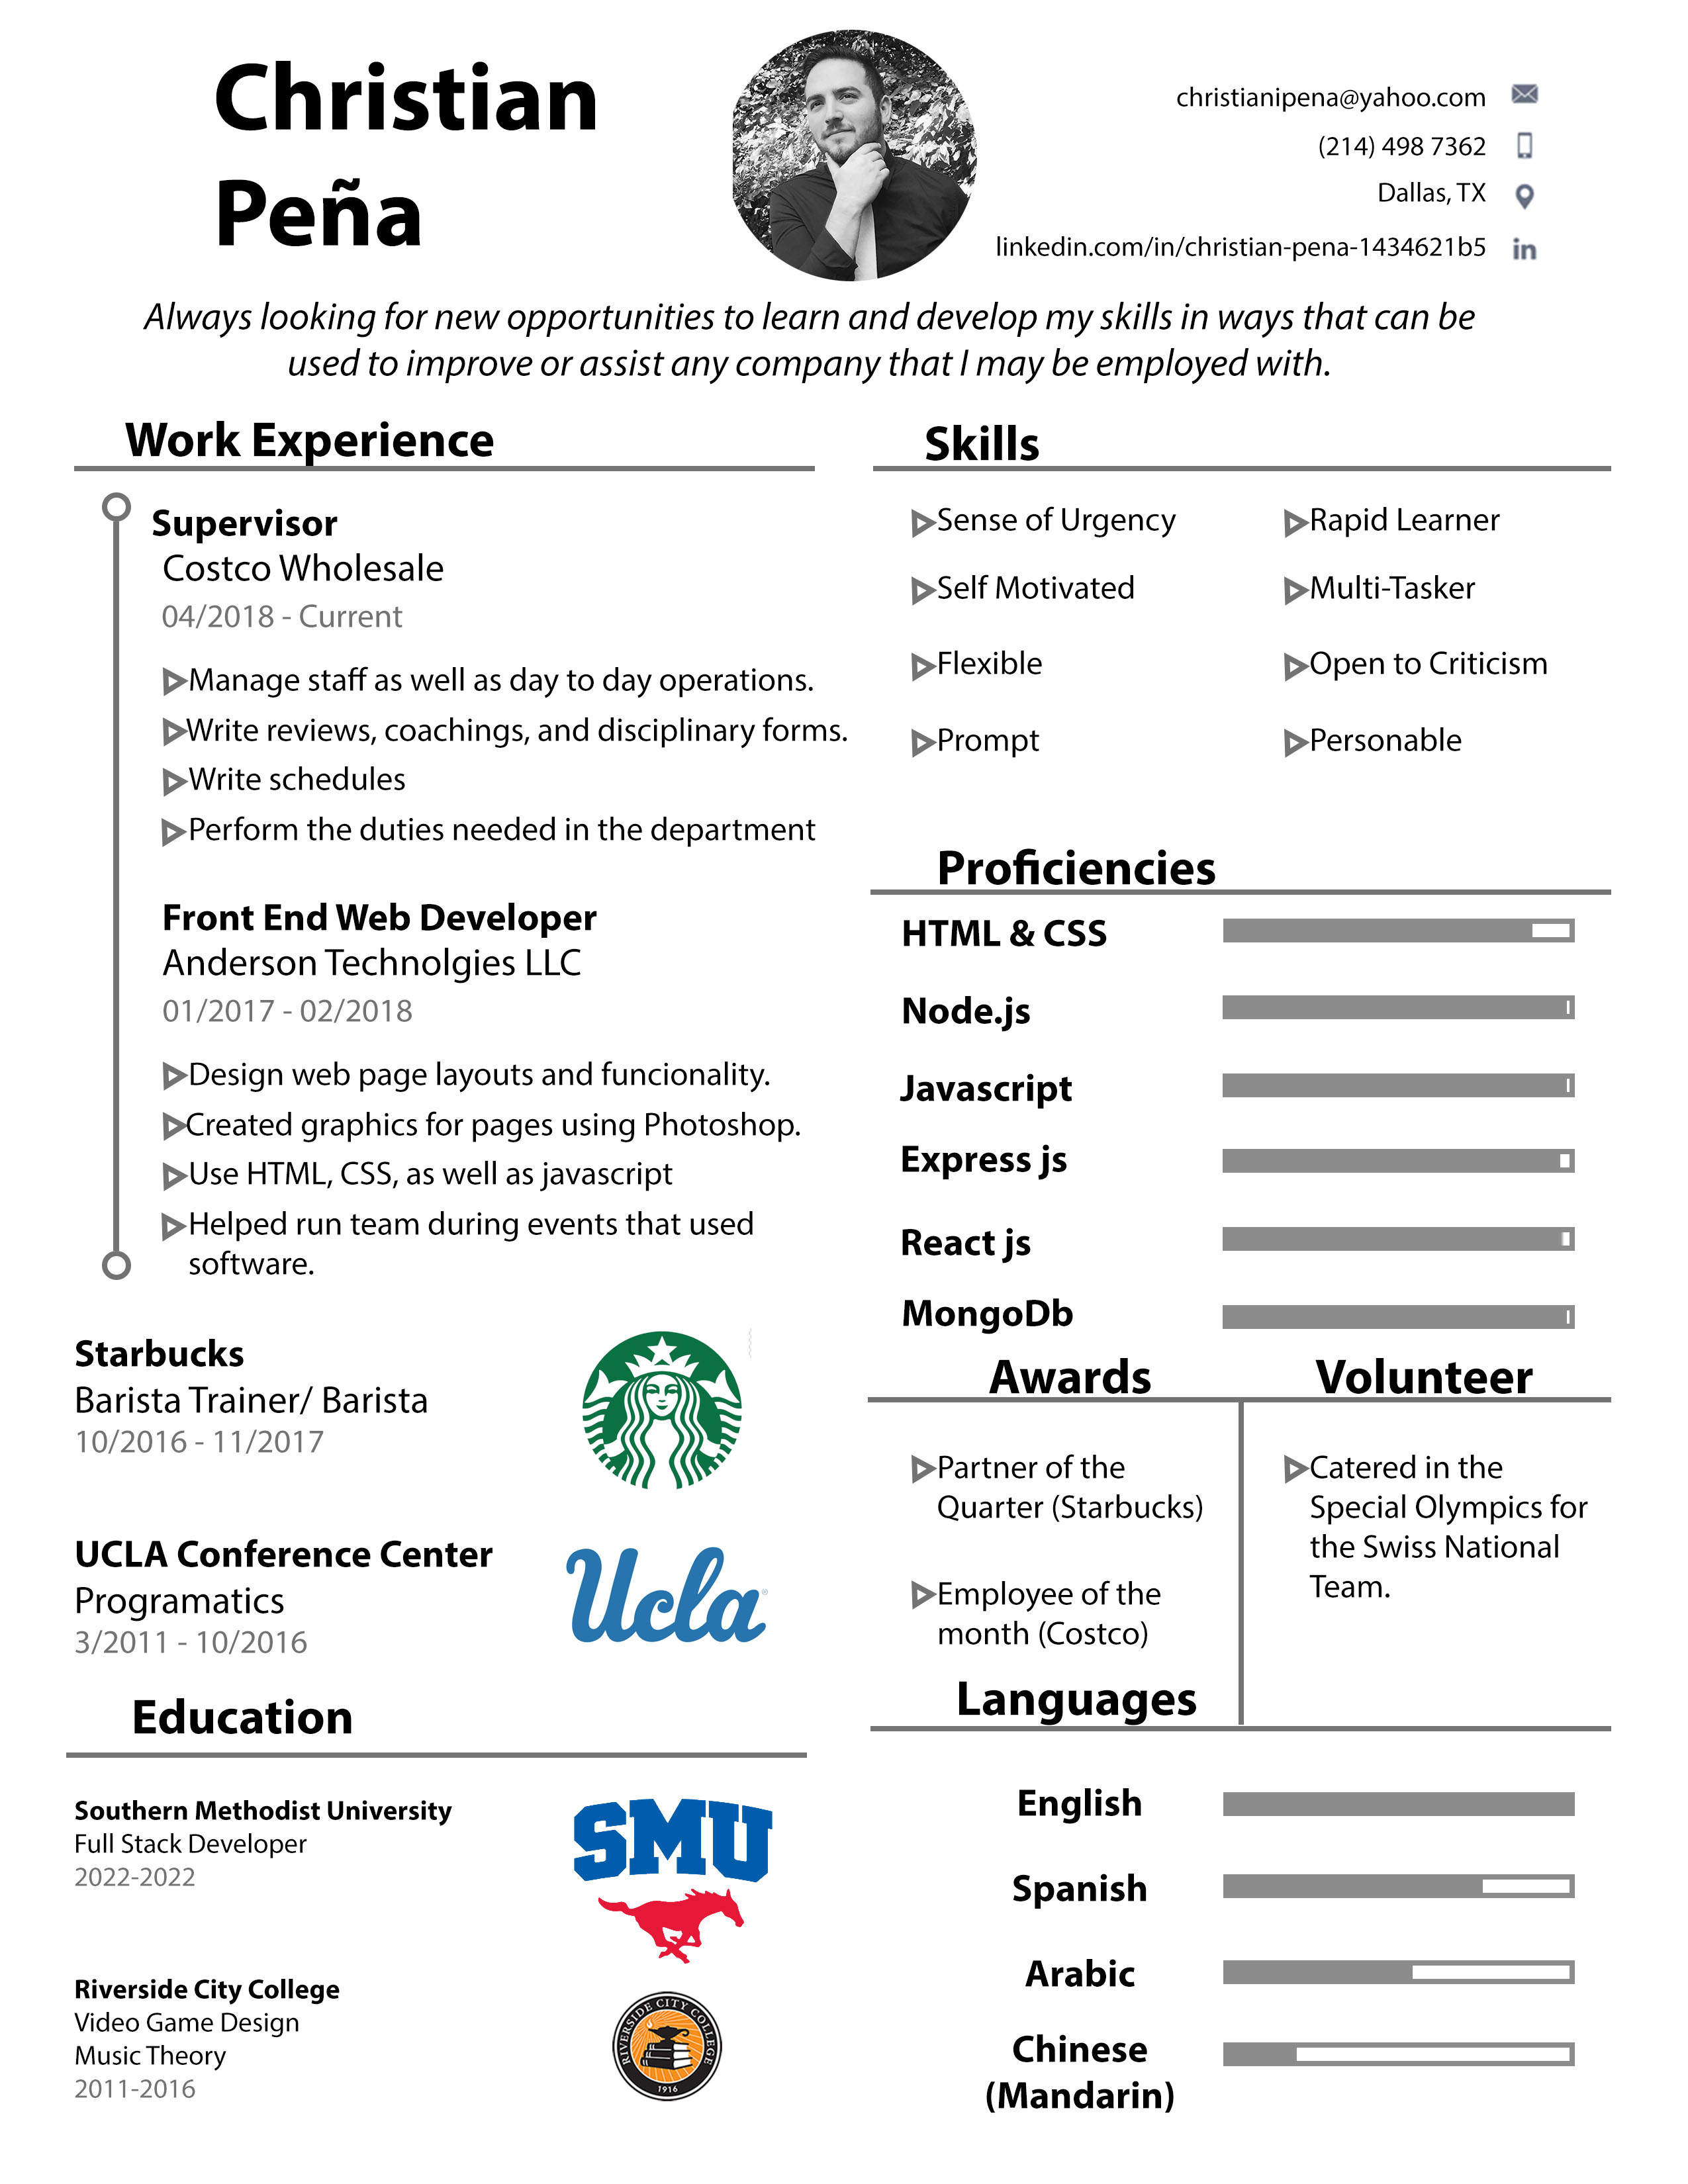 Christian
Peña
christianipena@yahoo.com
(214) 498 7362
Dallas, TX
linkedin.com/in/christian-pena-1434621b5
in
Always looking for new opportunities to learn and develop my skills in ways that can be
used to improve or assist any company that I may be employed with.
Work Experience
Supervisor
Costco Wholesale
04/2018 - Current
Manage staff as well as day to day operations.
Write reviews, coachings, and disciplinary forms.
Write schedules
Perform the duties needed in the department
Front End Web Developer
Anderson Technolgies LLC
01/2017 - 02/2018
Design web page layouts and funcionality.
Created graphics for pages using Photoshop.
Use HTML, CSS, as well as javascript
Helped run team during events that used
software.
Starbucks
Barista Trainer/ Barista
10/2016 - 11/2017
UCLA Conference Center
Programatics
3/2011 - 10/2016
Ucla
Education
Southern Methodist University
Full Stack Developer
2022-2022
SMU
Riverside City College
Video Game Design
Music Theory
2011-2016
RIVERSIDE CITY COLLEGE
1916
Skills
Sense of Urgency
Rapid Learner
Self Motivated
Multi-Tasker
Flexible
Open to Criticism
Prompt
Personable
Proficiencies
HTML & CSS
Node.js
Javascript
Express js
React js
MongoDb
Awards
Partner of the
Quarter (Starbucks)
Employee of the
month (Costco)
Volunteer
Catered in the
Special Olympics for
the Swiss National
Team.
Languages
English
Spanish
Arabic
Chinese
(Mandarin)